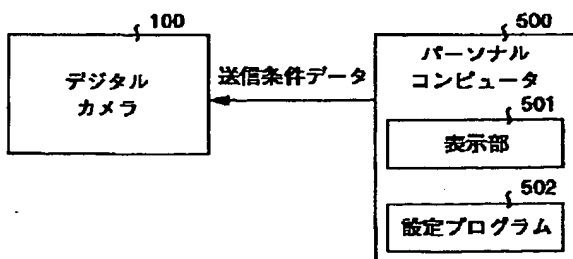 100
デジタル
カメラ
送信条件データ
500
パーソナル
コンピュータ
501
表示部
502
設定プログラム